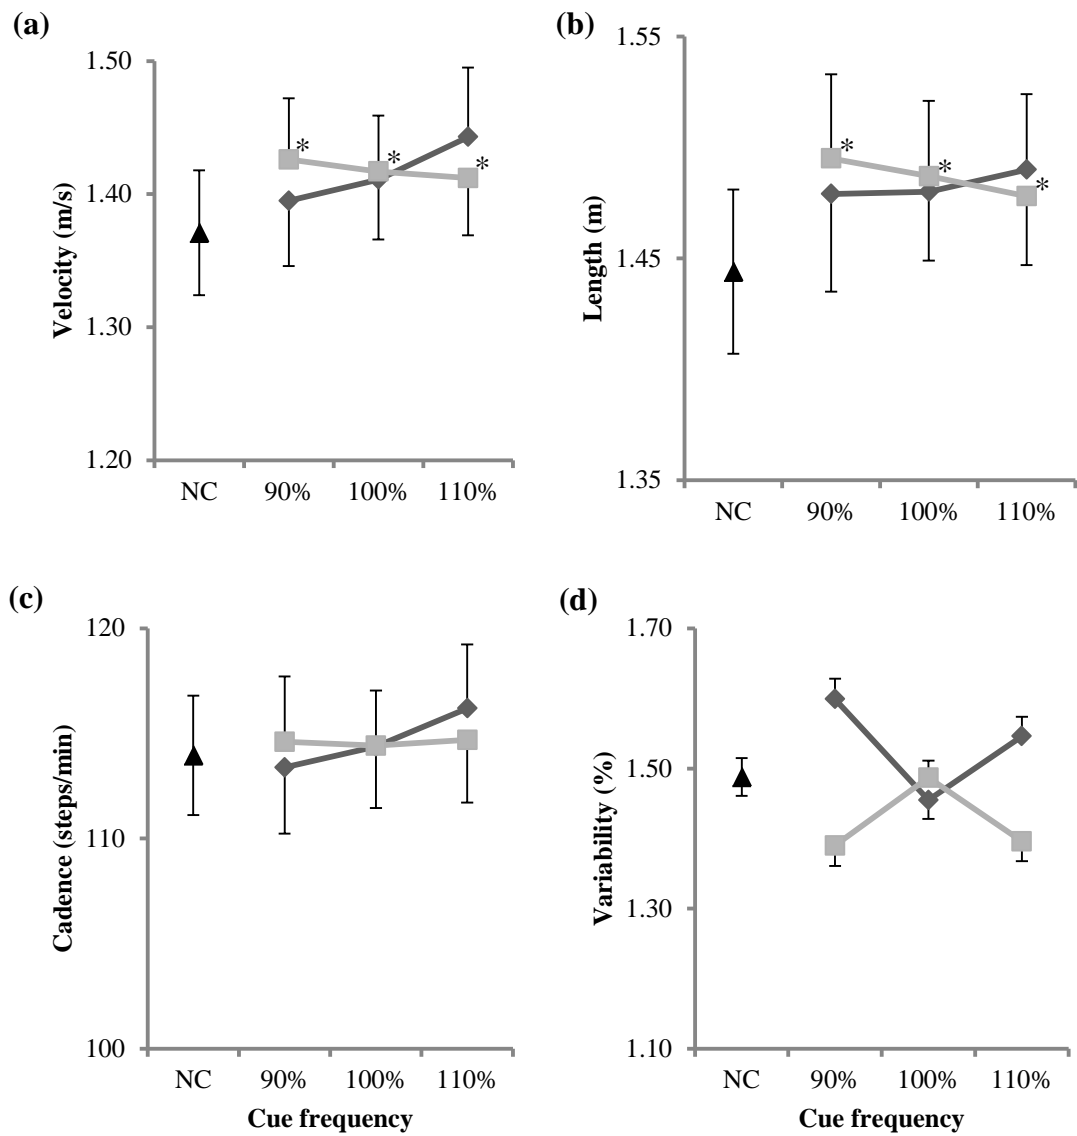 (a)
Velocity (m/s)
1.50
1.40
1.30
1.20
*
*
*
NC
90%
100%
110%
(b)
Length (m)
1.55
1.45
1.35
*
*
*
NC
90%
100%
110%
(c)
Cadence (steps/min)
120
110
100
NC
90%
100%
110%
Cue frequency
(d)
Variability (%)
1.70
1.50
1.30
1.10
NC
90%
100%
110%
Cue frequency